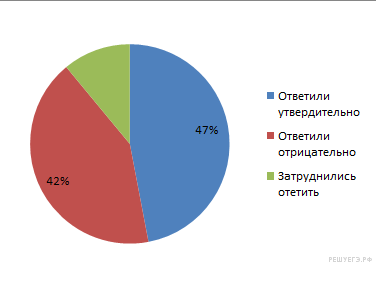 47%
42%
Ответили
утвердительно
Ответили
отрицательно
Затруднились
отетить
РЕШУЕГЭ.РФ